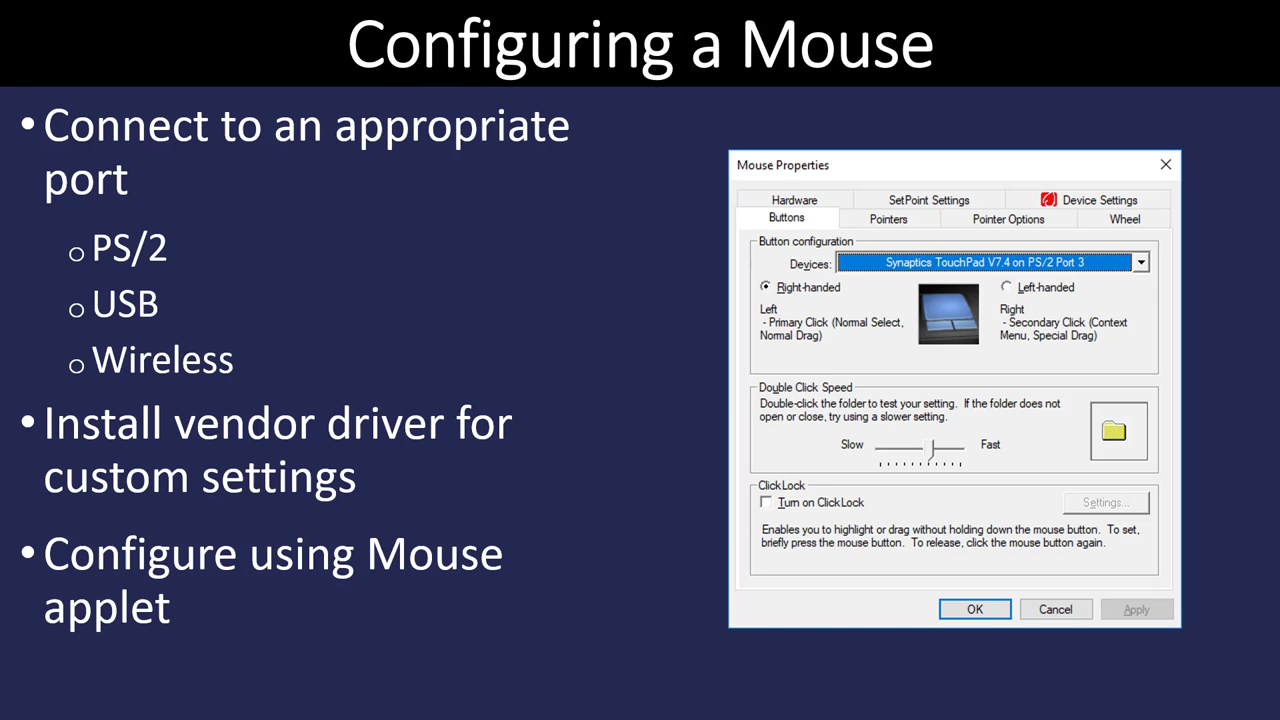 Configuring a Mouse
• Connect to an appropriate
port
o PS/2
o USB
o Wireless
• Install vendor driver for
custom settings
• Configure using Mouse
applet
Mouse Properties
Hardware SetPoint Settings Device Settings
Buttons Pointers Pointer Options Wheel
Button configuration
Devices: Synaptics TouchPad V7.4 on PS/2 Port 3
Right-handed Left-handed
Left
- Primary Click (Normal Select,
Normal Drag)
Right
- Secondary Click (Context
Menu, Special Drag)
Double Click Speed
Double-click the folder to test your setting. If the folder does not
open or close, try using a slower setting.
Slow Fast
ClickLock
Turn on ClickLock Settings...
Enables you to highlight or drag without holding down the mouse button. To set,
briefly press the mouse button. To release, click the mouse button again.
OK Cancel Apply